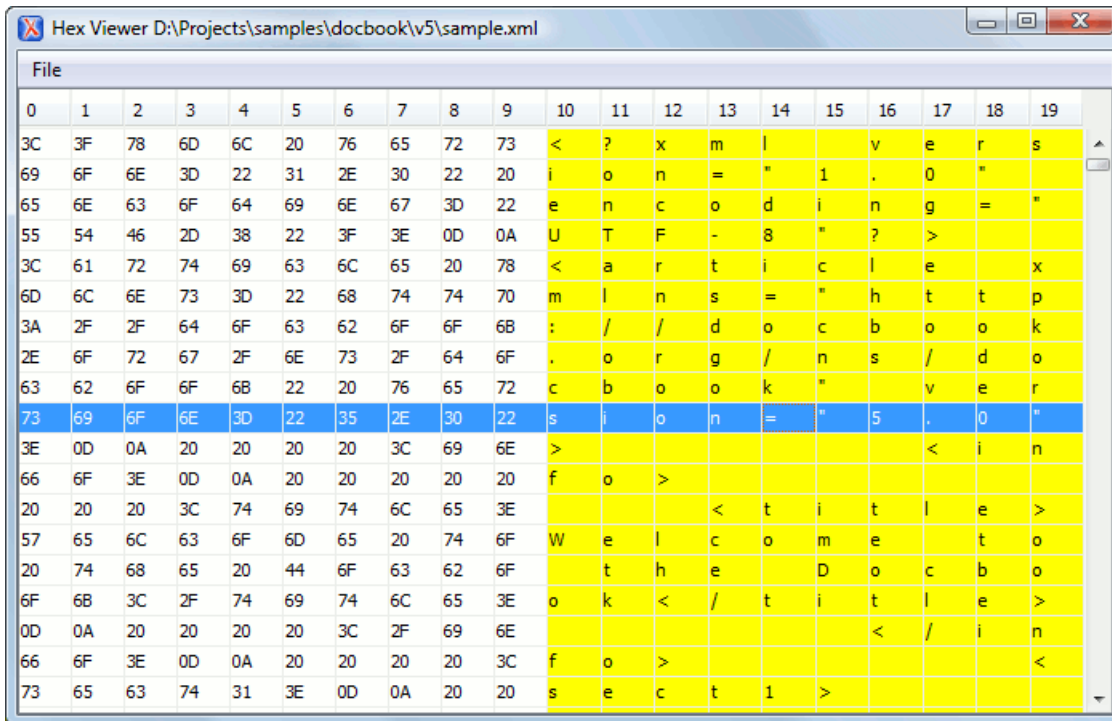 Hex Viewer D:\Projects\samples\docbook\v5\sample.xml
File
0 1 2 3 4 5 6 7 8 9 10 11 12 13 14 15 16 17 18 19
3C 3F 78 6D 6C 20 76 65 72 73 < ? x m l v e r s
69 6F 6E 3D 22 31 2E 30 22 20 i o n = " 1 . 0 "
65 6E 63 6F 64 69 6E 67 3D 22 e n c o d i n g = "
55 54 46 2D 38 22 3F 3E 0D 0A U T F - 8 " ? >
3C 61 72 74 69 63 6C 65 20 78 < a r t i c l e x
6D 6C 6E 73 3D 22 68 74 74 70 m l n s = " h t t p
3A 2F 2F 64 6F 63 62 6F 6F 6B : / / d o c b o o k
2E 6F 72 67 2F 6E 73 2F 64 6F . o r g / n s / d o
63 62 6F 6F 6B 22 20 76 65 72 c b o o k " v e r
73 69 6F 6E 3D 22 35 2E 30 22 s i o n = " 5 . 0 "
3E 0D 0A 20 20 20 20 3C 69 6E > < i n
66 6F 3E 0D 0A 20 20 20 20 20 f o >
20 20 20 3C 74 69 74 6C 65 3E < t i t l e >
57 65 6C 63 6F 6D 65 20 74 6F W e l c o m e t o
20 74 68 65 20 44 6F 63 62 6F t h e D o c b o
6F 6B 3C 2F 74 69 74 6C 65 3E o k < / t i t l e >
0D 0A 20 20 20 20 3C 2F 69 6E < / i n
66 6F 3E 0D 0A 20 20 20 20 3C f o > <
73 65 63 74 31 3E 0D 0A 20 20 s e c t 1 >